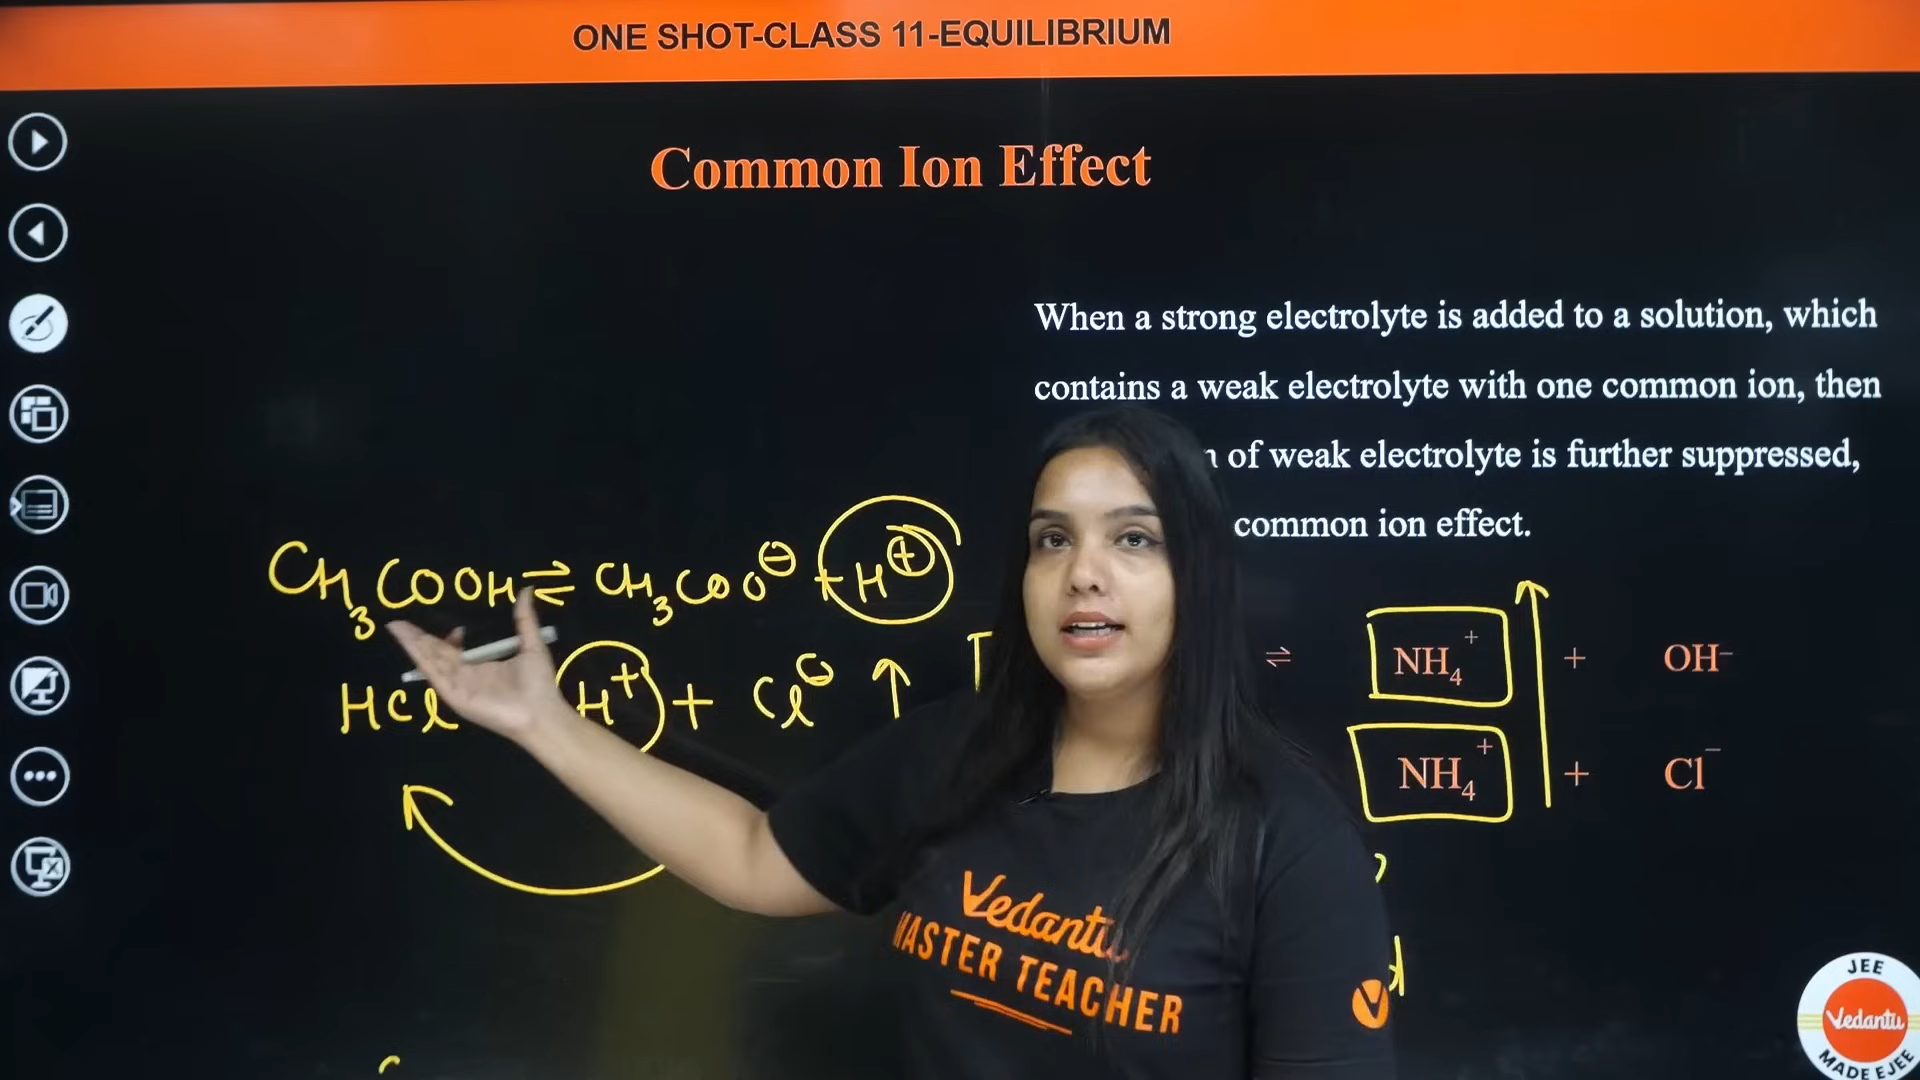 ONE SHOT-CLASS 11-EQUILIBRIUM
Common Ion Effect
When a strong electrolyte is added to a solution, which
contains a weak electrolyte with one common ion, then
of weak electrolyte is further suppressed,
common ion effect.
CH₃COOH ⇌ CH₃COO⊖ + H⊕
HCl H⁺ + Cl⊖ ↑
⇌ NH₄⁺ + OH⁻
NH₄⁺ + Cl⁻
Vedantu
MASTER TEACHER
JEE
Vedantu
MADE EJEE